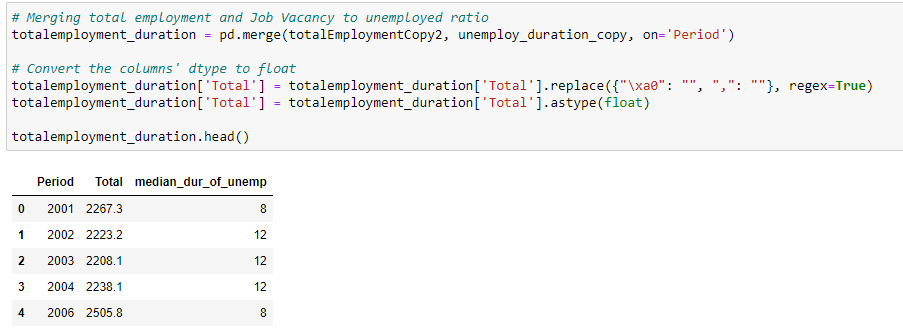 # Merging total employment and Job Vacancy to unemployed ratio
totalemployment_duration = pd.merge(totalEmploymentCopy2, unemploy_duration_copy, on='Period')
# Convert the columns' dtype to float
totalemployment_duration['Total'] = totalemployment_duration['Total'].replace({"\xa0": "", ",": ""}, regex=True)
totalemployment_duration['Total'] = totalemployment_duration['Total'].astype(float)
totalemployment_duration.head()
Period Total median_dur_of_unemp
0 2001 2267.3 8
1 2002 2223.2 12
2 2003 2208.1 12
3 2004 2238.1 12
4 2006 2505.8 8